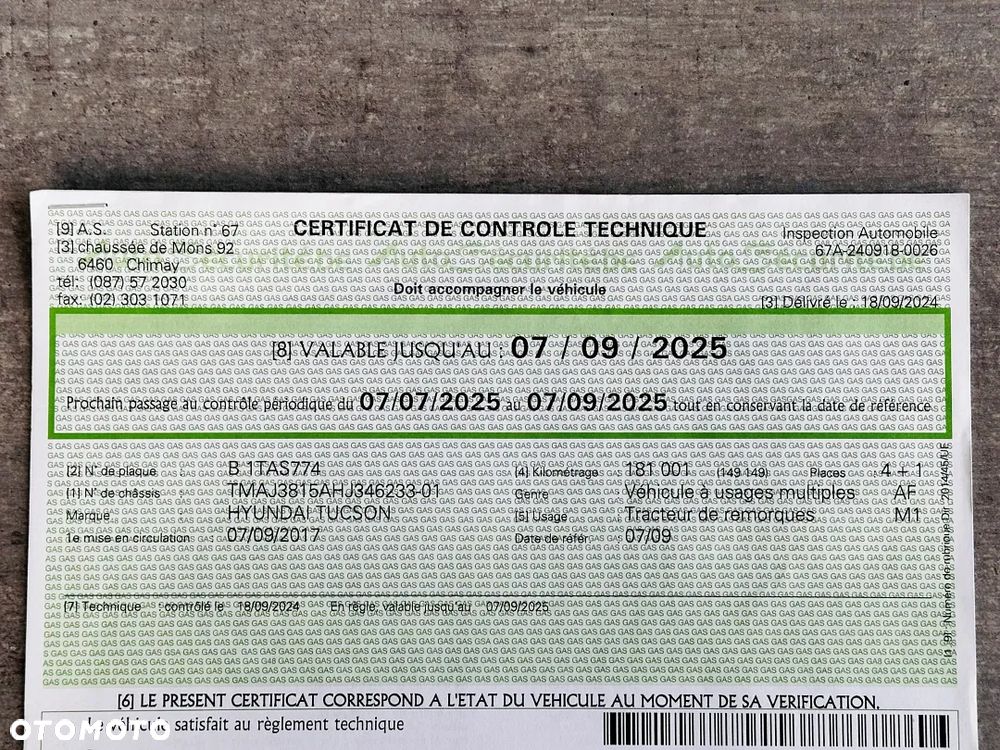 [9] A.S. Station n° 67
CERTIFICAT DE CONTROLE TECHNIQUE
Inspection Automobile
[3] chaussée de Mons 92
67A-240918-0026
6460 Chimay
tél: (087) 57 2030
Doit accompagner le véhicule
fax: (02) 303 1071
[3] Délivré le : 18/09/2024
[8] VALABLE JUSQU'AU : 07 / 09 / 2025
Prochain passage au contrôle périodique du 07/07/2025 au 07/09/2025 tout en conservant la date de référence.
[2] N° de plaque B 1TAS774 [4] Kilométrage 181 001 (149 149) Places 4 + 1
[1] N° de châssis TMAJ3815AHJ346233-01 Genre Véhicule à usages multiples AF
Marque HYUNDAI TUCSON [5] Usage Tracteur de remorques M1
1e mise en circulation 07/09/2017 Date de référ. 07/09
[7] Technique : contrôlé le 18/09/2024 En règle, valable jusqu'au 07/09/2025
[6] LE PRESENT CERTIFICAT CORRESPOND A L'ETAT DU VEHICULE AU MOMENT DE SA VERIFICATION.
Le véhicule satisfait au règlement technique
OTOMOTO